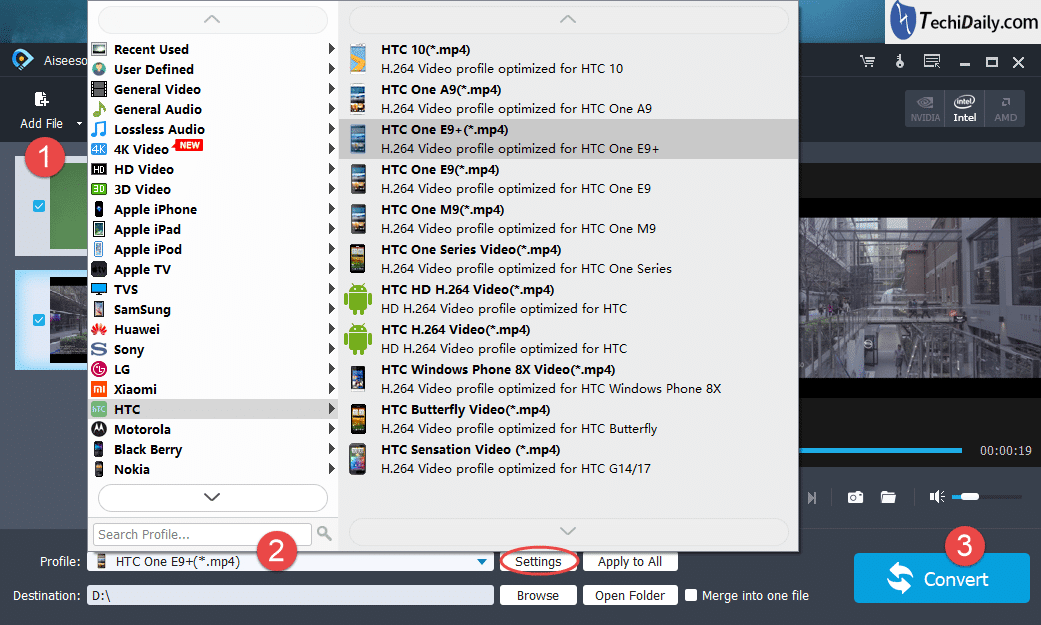 TechiDaily.com
Aiseeso
Add File
NVIDIA
Intel
AMD
1
Recent Used
User Defined
General Video
General Audio
Lossless Audio
4K Video NEW
HD Video
3D Video
Apple iPhone
Apple iPad
Apple iPod
Apple TV
TVS
SamSung
Huawei
Sony
LG
Xiaomi
HTC
Motorola
Black Berry
Nokia
Search Profile...
HTC 10(*.mp4)
H.264 Video profile optimized for HTC 10
HTC One A9(*.mp4)
H.264 Video profile optimized for HTC One A9
HTC One E9+(*.mp4)
H.264 Video profile optimized for HTC One E9+
HTC One E9(*.mp4)
H.264 Video profile optimized for HTC One E9
HTC One M9(*.mp4)
H.264 Video profile optimized for HTC One M9
HTC One Series Video(*.mp4)
H.264 Video profile optimized for HTC One Series
HTC HD H.264 Video(*.mp4)
HD H.264 Video profile optimized for HTC
HTC H.264 Video(*.mp4)
HD H.264 Video profile optimized for HTC
HTC Windows Phone 8X Video(*.mp4)
H.264 Video profile optimized for HTC Windows Phone 8X
HTC Butterfly Video(*.mp4)
H.264 Video profile optimized for HTC Butterfly
HTC Sensation Video (*.mp4)
H.264 Video profile optimized for HTC G14/17
00:00:19
2
3
Profile: HTC One E9+(*.mp4) Settings Apply to All
Convert
Destination: D:\ Browse Open Folder Merge into one file